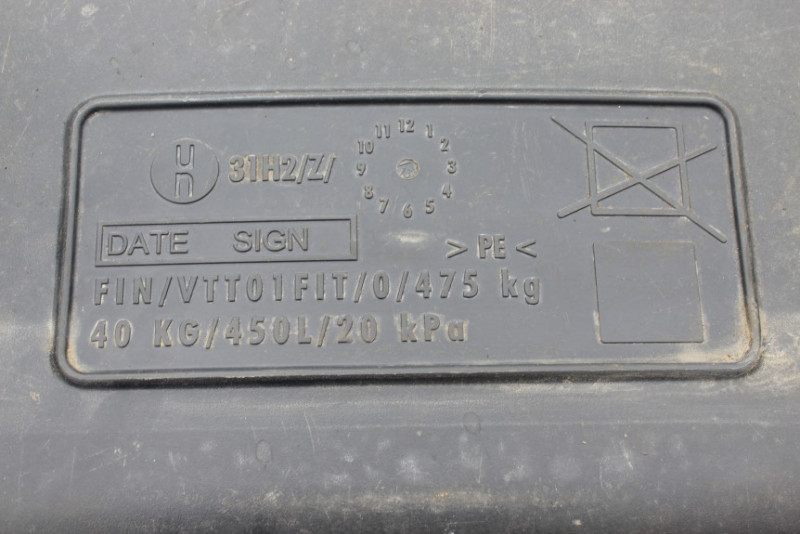 un 31H2/Z/
12 1 2 3 4 5 6 7 8 9 10 11
DATE SIGN
> PE <
FIN/VTT01FIT/0/475 kg
40 KG/450L/20 kPa